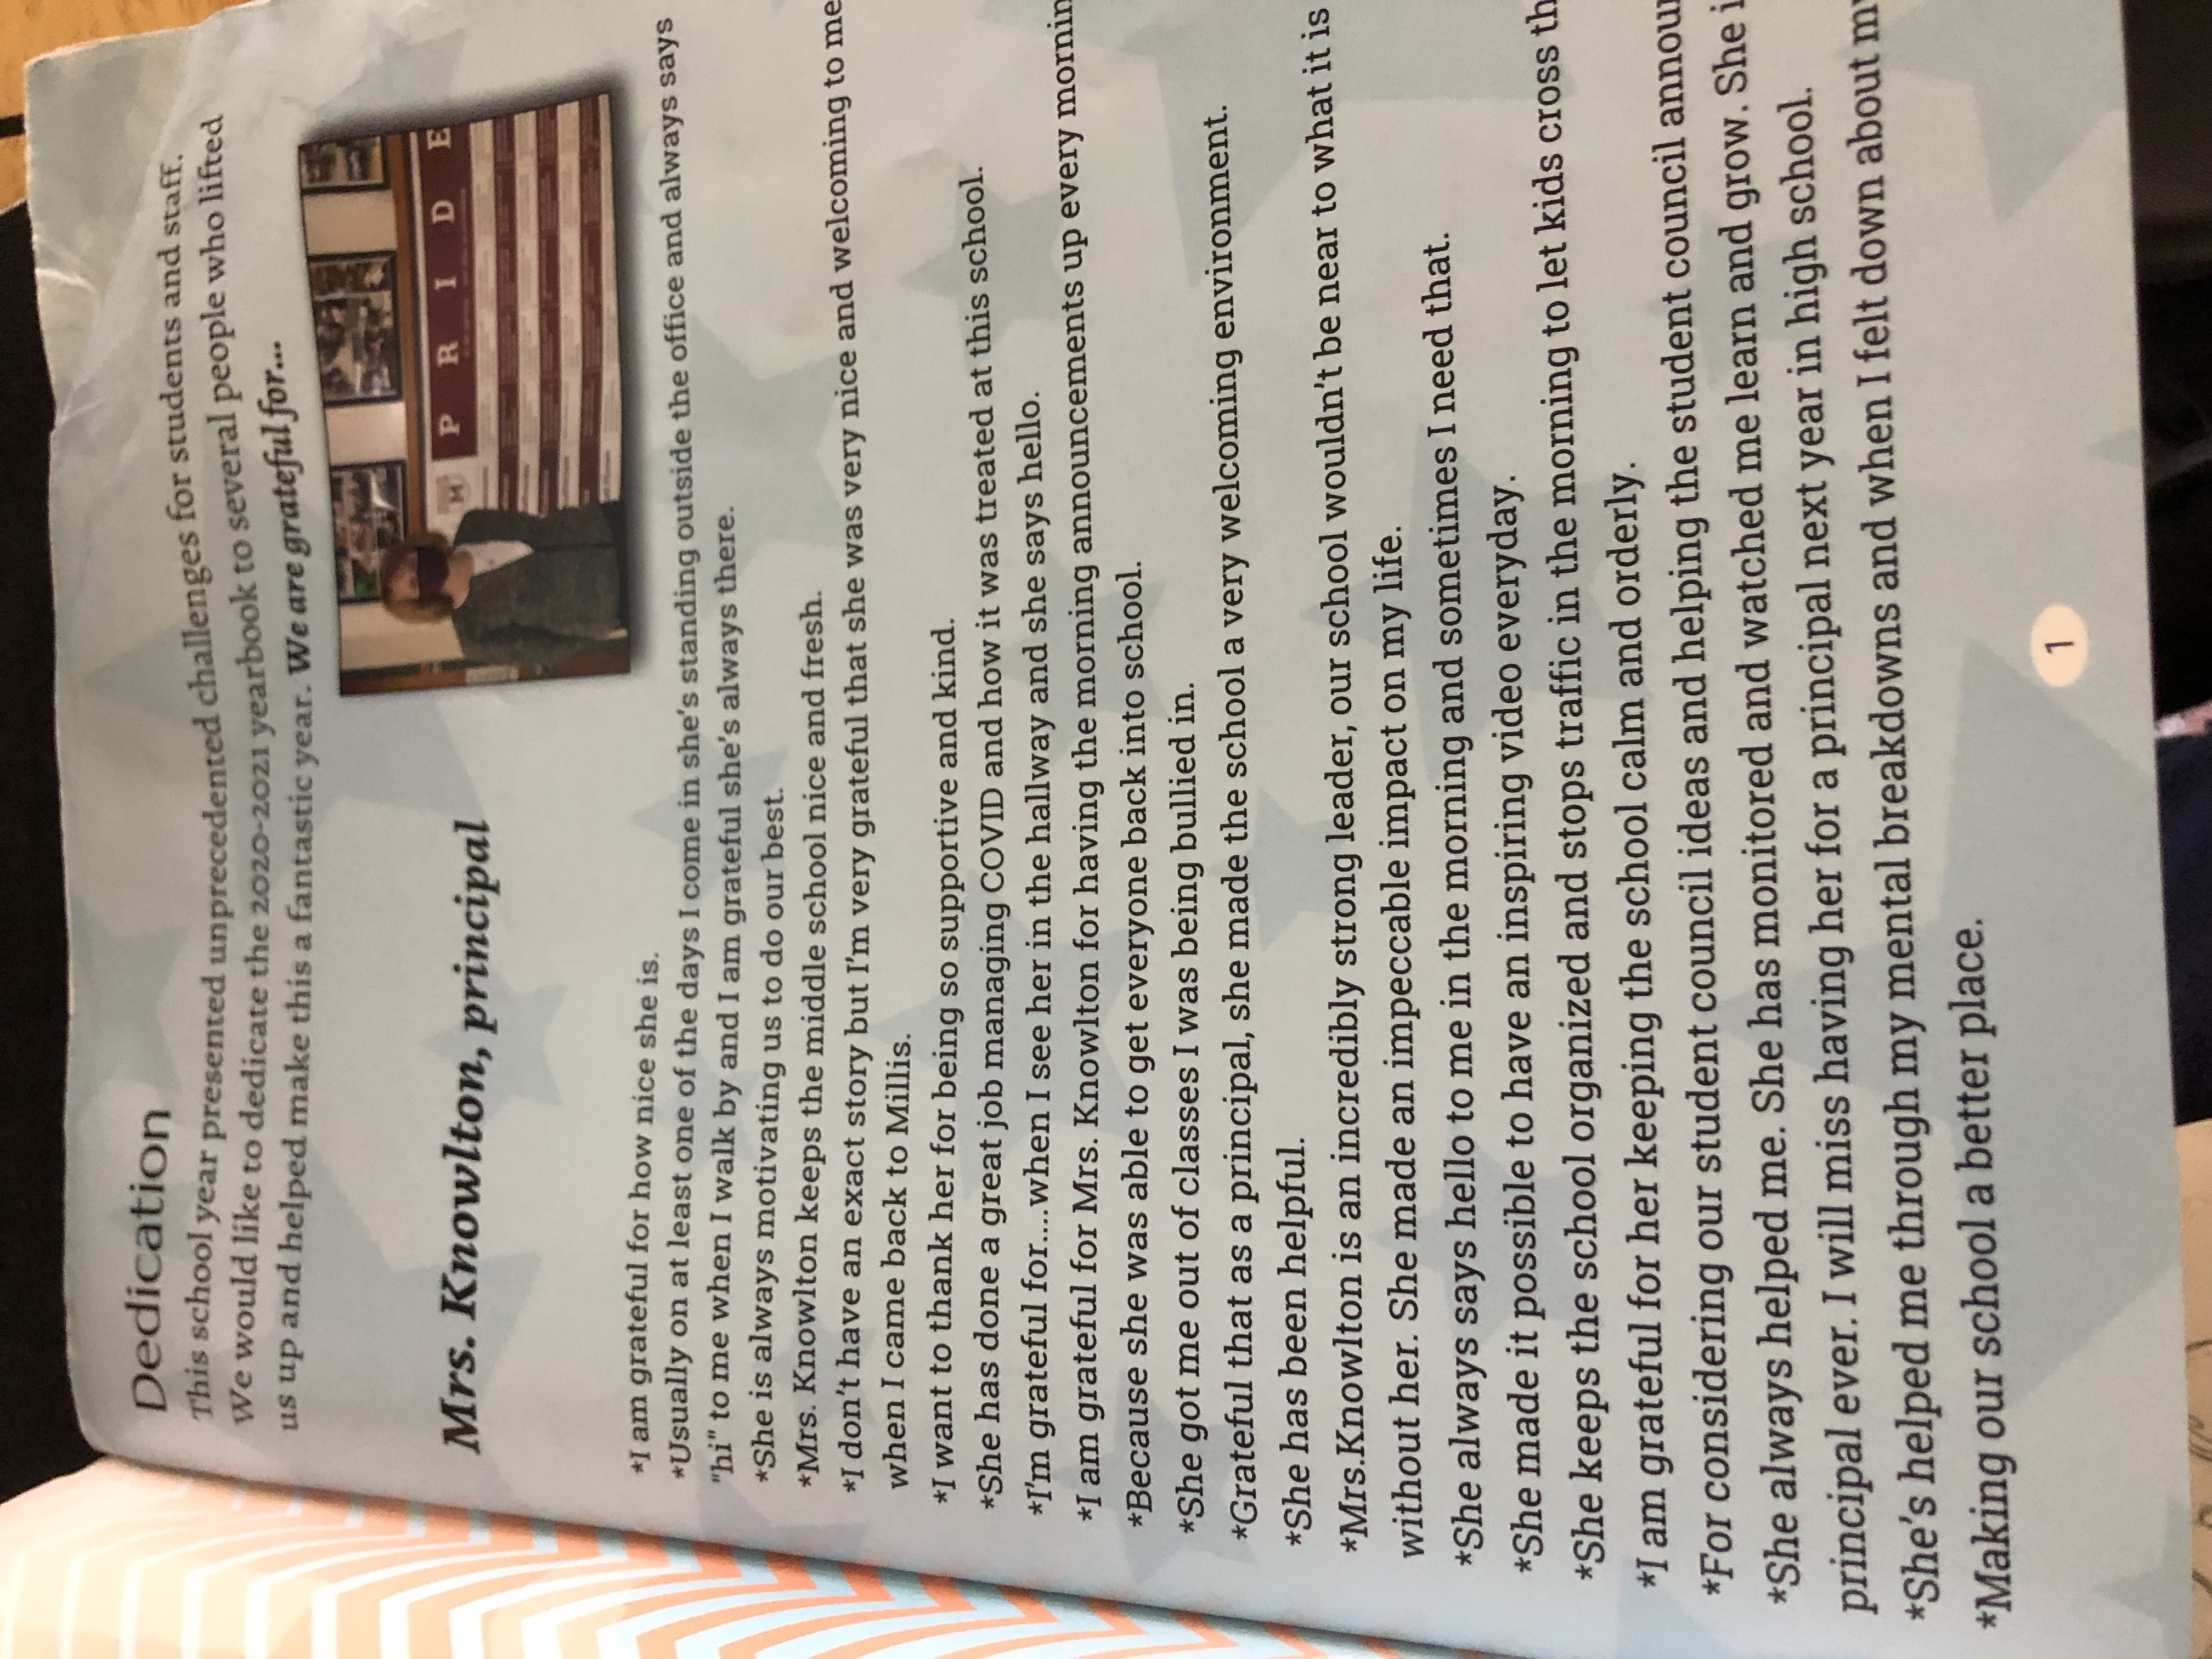 Dedication
This school year presented unprecedented challenges for students and staff.
We would like to dedicate the 2020-2021 yearbook to several people who lifted
us up and helped make this a fantastic year. We are grateful for...
P R I D E
M
Mrs. Knowlton, principal
*I am grateful for how nice she is.
*Usually on at least one of the days I come in she's standing outside the office and always says
"hi" to me when I walk by and I am grateful she's always there.
*She is always motivating us to do our best.
*Mrs. Knowlton keeps the middle school nice and fresh.
*I don't have an exact story but I'm very grateful that she was very nice and welcoming to me
when I came back to Millis.
*I want to thank her for being so supportive and kind.
*She has done a great job managing COVID and how it was treated at this school.
*I'm grateful for....when I see her in the hallway and she says hello.
*I am grateful for Mrs. Knowlton for having the morning announcements up every mornin
*Because she was able to get everyone back into school.
*She got me out of classes I was being bullied in.
*Grateful that as a principal, she made the school a very welcoming environment.
*She has been helpful.
*Mrs.Knowlton is an incredibly strong leader, our school wouldn't be near to what it is
without her. She made an impeccable impact on my life.
*She always says hello to me in the morning and sometimes I need that.
*She made it possible to have an inspiring video everyday.
*She keeps the school organized and stops traffic in the morning to let kids cross th
*I am grateful for her keeping the school calm and orderly.
*For considering our student council ideas and helping the student council announ
*She always helped me. She has monitored and watched me learn and grow. She i
principal ever. I will miss having her for a principal next year in high school.
*She's helped me through my mental breakdowns and when I felt down about my
*Making our school a better place.
1